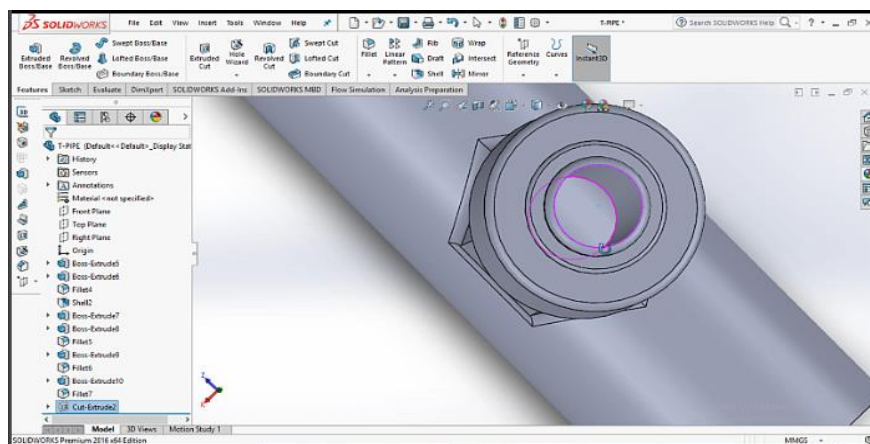 SOLIDWORKS File Edit View Insert Tools Window Help T-PIPE * Search SOLIDWORKS Help
Extruded Boss/Base Revolved Boss/Base Swept Boss/Base Lofted Boss/Base Boundary Boss/Base Extruded Cut Hole Wizard Revolved Cut Swept Cut Lofted Cut Boundary Cut Fillet Linear Pattern Rib Draft Shell Wrap Intersect Mirror Reference Geometry Curves Instant3D
Features Sketch Evaluate DimXpert SOLIDWORKS Add-Ins SOLIDWORKS MBD Flow Simulation Analysis Preparation
T-PIPE (Default<<Default>_Display Stat
History
Sensors
Annotations
Material <not specified>
Front Plane
Top Plane
Right Plane
Origin
Boss-Extrude5
Boss-Extrude6
Fillet4
Shell2
Boss-Extrude7
Boss-Extrude8
Fillet5
Boss-Extrude9
Fillet6
Boss-Extrude10
Fillet7
Cut-Extrude2
Model 3D Views Motion Study 1
SOLIDWORKS Premium 2016 x64 Edition MMGS